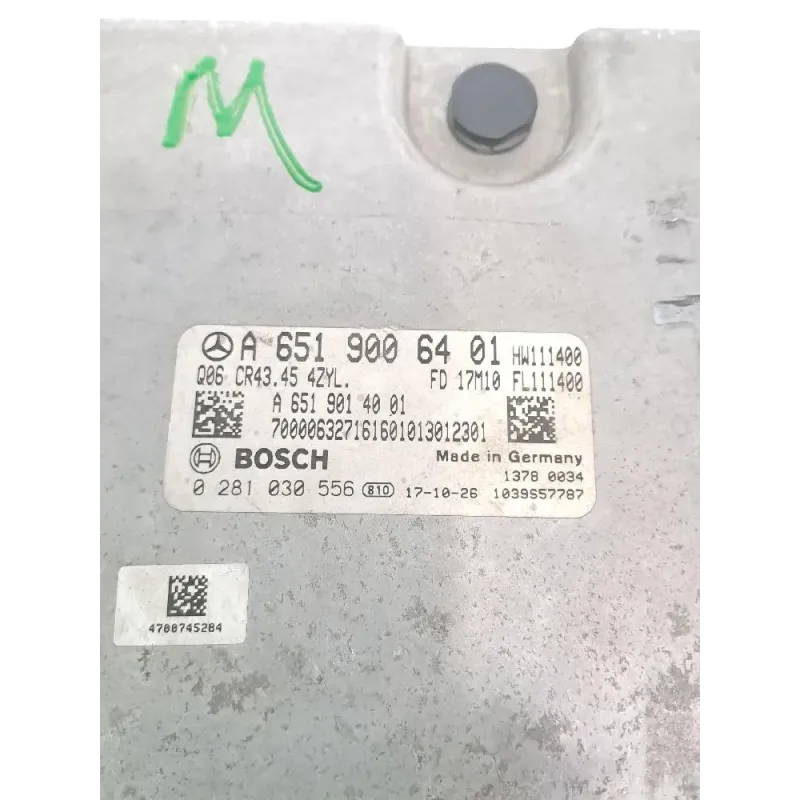 M
A 651 900 64 01 HW111400
Q06 CR43.45 4ZYL. FD 17M10 FL111400
A 651 901 40 01
700006327161601013012301
BOSCH Made in Germany
1378 0034
0 281 030 556 810 17-10-26 1039S57787
4700745284